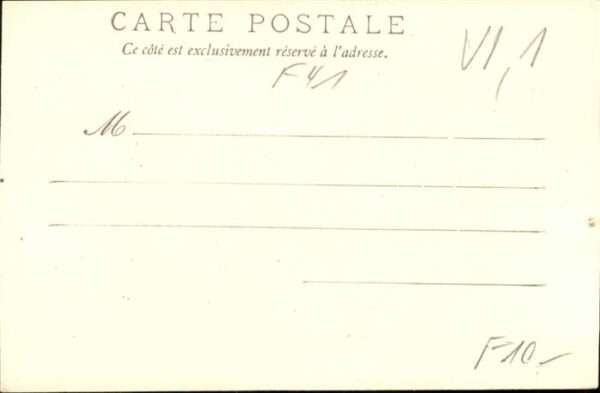 CARTE POSTALE
Ce côté est exclusivement réservé à l'adresse.
VI,1
F41
M
F10-